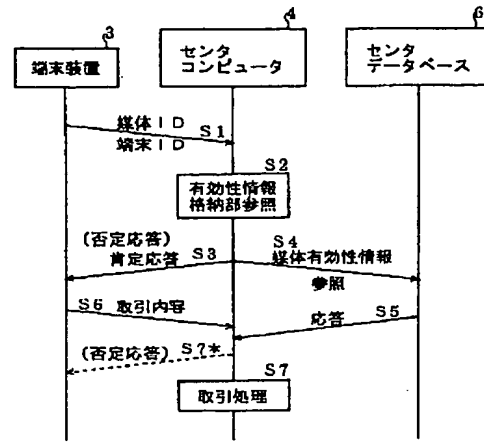 3
4
6
端末装置
センタ
コンピュータ
センタ
データベース
媒体ID
端末ID
S1
S2
有効性情報
格納部参照
(否定応答)
肯定応答
S3
S4
媒体有効性情報
参照
S6 取引内容
応答
S5
(否定応答)
S7*
S7
取引処理